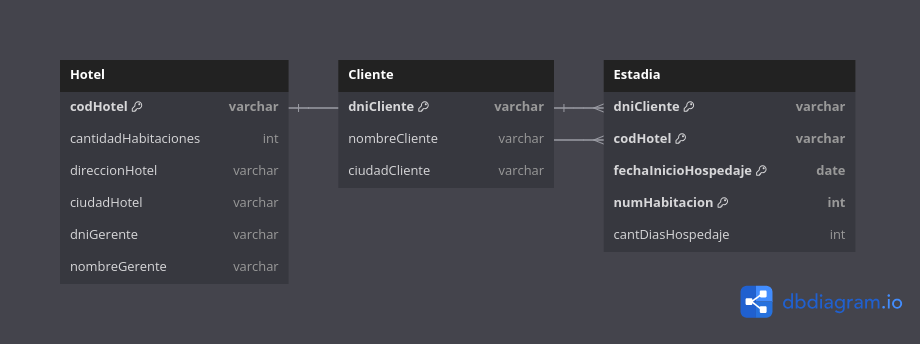 Hotel
codHotel varchar
cantidadHabitaciones int
direccionHotel varchar
ciudadHotel varchar
dniGerente varchar
nombreGerente varchar
Cliente
dniCliente varchar
nombreCliente varchar
ciudadCliente varchar
Estadia
dniCliente varchar
codHotel varchar
fechaInicioHospedaje date
numHabitacion int
cantDiasHospedaje int
dbdiagram.io